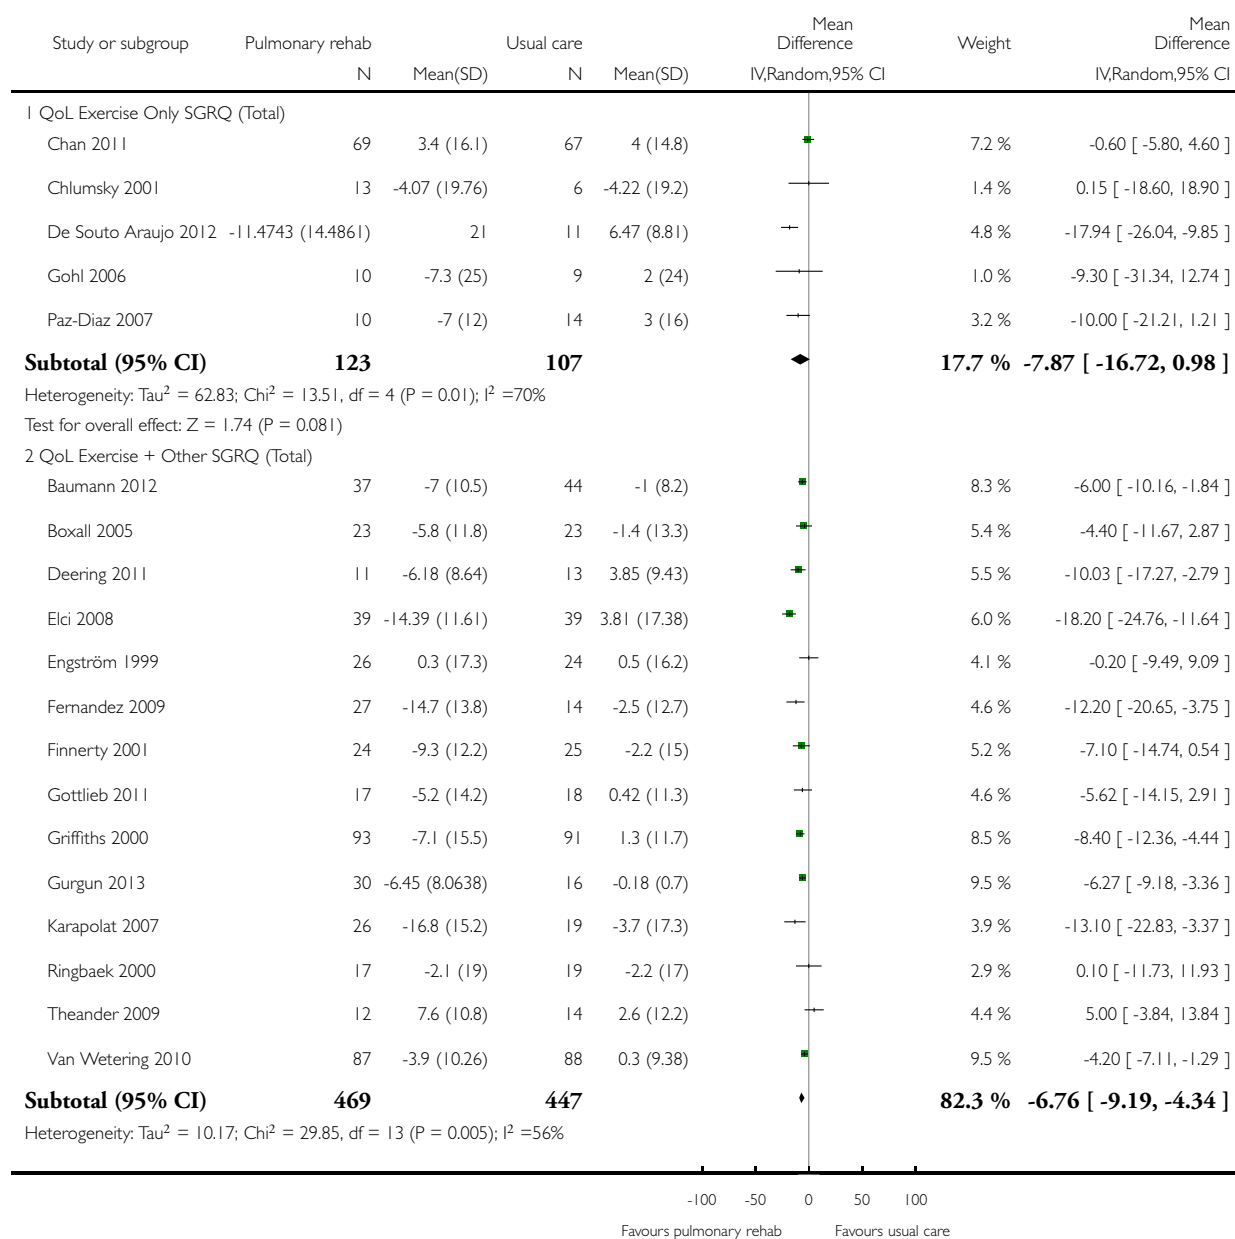 Study or subgroup Pulmonary rehab Usual care Mean Difference Weight Mean Difference
N Mean(SD) N Mean(SD) IV,Random,95% CI IV,Random,95% CI
1 QoL Exercise Only SGRQ (Total)
Chan 2011 69 3.4 (16.1) 67 4 (14.8) 7.2 % -0.60 [ -5.80, 4.60 ]
Chlumsky 2001 13 -4.07 (19.76) 6 -4.22 (19.2) 1.4 % 0.15 [ -18.60, 18.90 ]
De Souto Araujo 2012 -11.4743 (14.4861) 21 11 6.47 (8.81) 4.8 % -17.94 [ -26.04, -9.85 ]
Gohl 2006 10 -7.3 (25) 9 2 (24) 1.0 % -9.30 [ -31.34, 12.74 ]
Paz-Diaz 2007 10 -7 (12) 14 3 (16) 3.2 % -10.00 [ -21.21, 1.21 ]
Subtotal (95% CI) 123 107 17.7 % -7.87 [ -16.72, 0.98 ]
Heterogeneity: Tau² = 62.83; Chi² = 13.51, df = 4 (P = 0.01); I² =70%
Test for overall effect: Z = 1.74 (P = 0.081)
2 QoL Exercise + Other SGRQ (Total)
Baumann 2012 37 -7 (10.5) 44 -1 (8.2) 8.3 % -6.00 [ -10.16, -1.84 ]
Boxall 2005 23 -5.8 (11.8) 23 -1.4 (13.3) 5.4 % -4.40 [ -11.67, 2.87 ]
Deering 2011 11 -6.18 (8.64) 13 3.85 (9.43) 5.5 % -10.03 [ -17.27, -2.79 ]
Elci 2008 39 -14.39 (11.61) 39 3.81 (17.38) 6.0 % -18.20 [ -24.76, -11.64 ]
Engström 1999 26 0.3 (17.3) 24 0.5 (16.2) 4.1 % -0.20 [ -9.49, 9.09 ]
Fernandez 2009 27 -14.7 (13.8) 14 -2.5 (12.7) 4.6 % -12.20 [ -20.65, -3.75 ]
Finnerty 2001 24 -9.3 (12.2) 25 -2.2 (15) 5.2 % -7.10 [ -14.74, 0.54 ]
Gottlieb 2011 17 -5.2 (14.2) 18 0.42 (11.3) 4.6 % -5.62 [ -14.15, 2.91 ]
Griffiths 2000 93 -7.1 (15.5) 91 1.3 (11.7) 8.5 % -8.40 [ -12.36, -4.44 ]
Gurgun 2013 30 -6.45 (8.0638) 16 -0.18 (0.7) 9.5 % -6.27 [ -9.18, -3.36 ]
Karapolat 2007 26 -16.8 (15.2) 19 -3.7 (17.3) 3.9 % -13.10 [ -22.83, -3.37 ]
Ringbaek 2000 17 -2.1 (19) 19 -2.2 (17) 2.9 % 0.10 [ -11.73, 11.93 ]
Theander 2009 12 7.6 (10.8) 14 2.6 (12.2) 4.4 % 5.00 [ -3.84, 13.84 ]
Van Wetering 2010 87 -3.9 (10.26) 88 0.3 (9.38) 9.5 % -4.20 [ -7.11, -1.29 ]
Subtotal (95% CI) 469 447 82.3 % -6.76 [ -9.19, -4.34 ]
Heterogeneity: Tau² = 10.17; Chi² = 29.85, df = 13 (P = 0.005); I² =56%
-100 -50 0 50 100
Favours pulmonary rehab Favours usual care